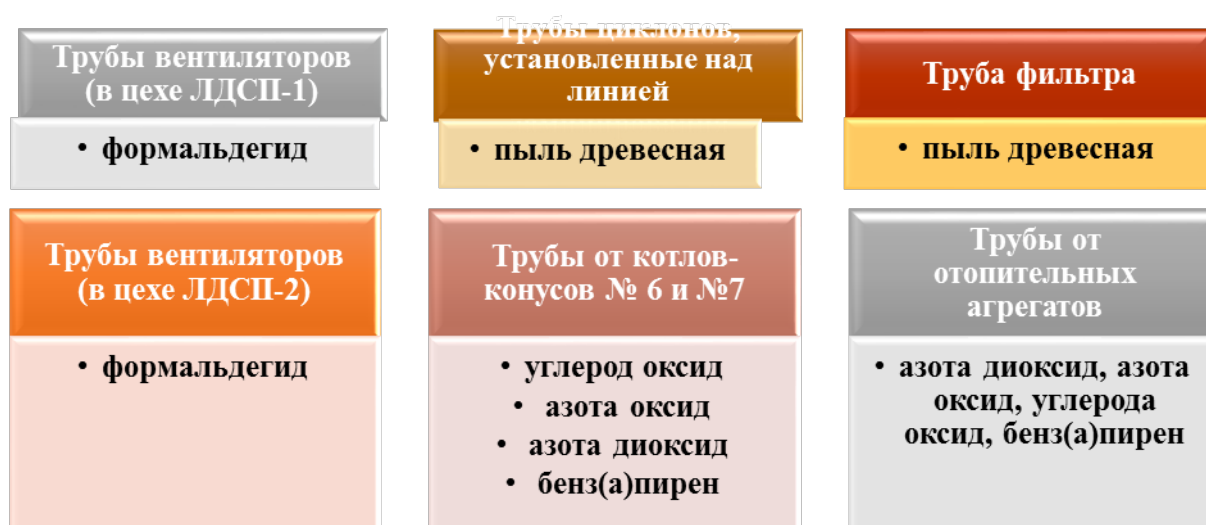 Трубы вентиляторов
(в цехе ЛДСП-1)
• формальдегид
Трубы циклонов,
установленные над
линией
• пыль древесная
Труба фильтра
• пыль древесная
Трубы вентиляторов
(в цехе ЛДСП-2)
• формальдегид
Трубы от котлов-
конусов № 6 и №7
• углерод оксид
• азота оксид
• азота диоксид
• бенз(а)пирен
Трубы от
отопительных
агрегатов
• азота диоксид, азота
оксид, углерода
оксид, бенз(а)пирен